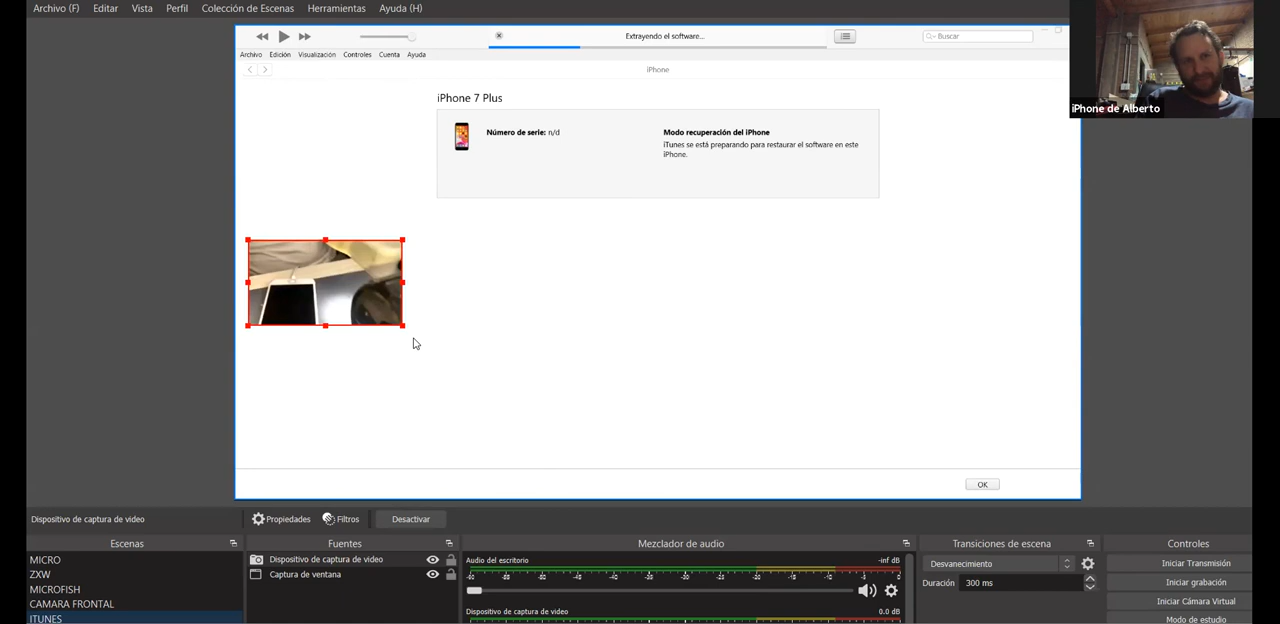 Archivo (F) Editar Vista Perfil Colección de Escenas Herramientas Ayuda (H)
Extrayendo el software...
Buscar
Archivo Edición Visualización Controles Cuenta Ayuda
iPhone
iPhone 7 Plus
Número de serie: n/d
Modo recuperación del iPhone
iTunes se está preparando para restaurar el software en este
iPhone.
iPhone de Alberto
OK
Dispositivo de captura de video
Propiedades Filtros Desactivar
Escenas
MICRO
ZXW
MICROFISH
CAMARA FRONTAL
ITUNES
Fuentes
Dispositivo de captura de video
Captura de ventana
Mezclador de audio
Audio del escritorio -inf dB
Dispositivo de captura de video 0.0 dB
Transiciones de escena
Desvanecimiento
Duración 300 ms
Controles
Iniciar Transmisión
Iniciar grabación
Iniciar Cámara Virtual
Modo de estudio